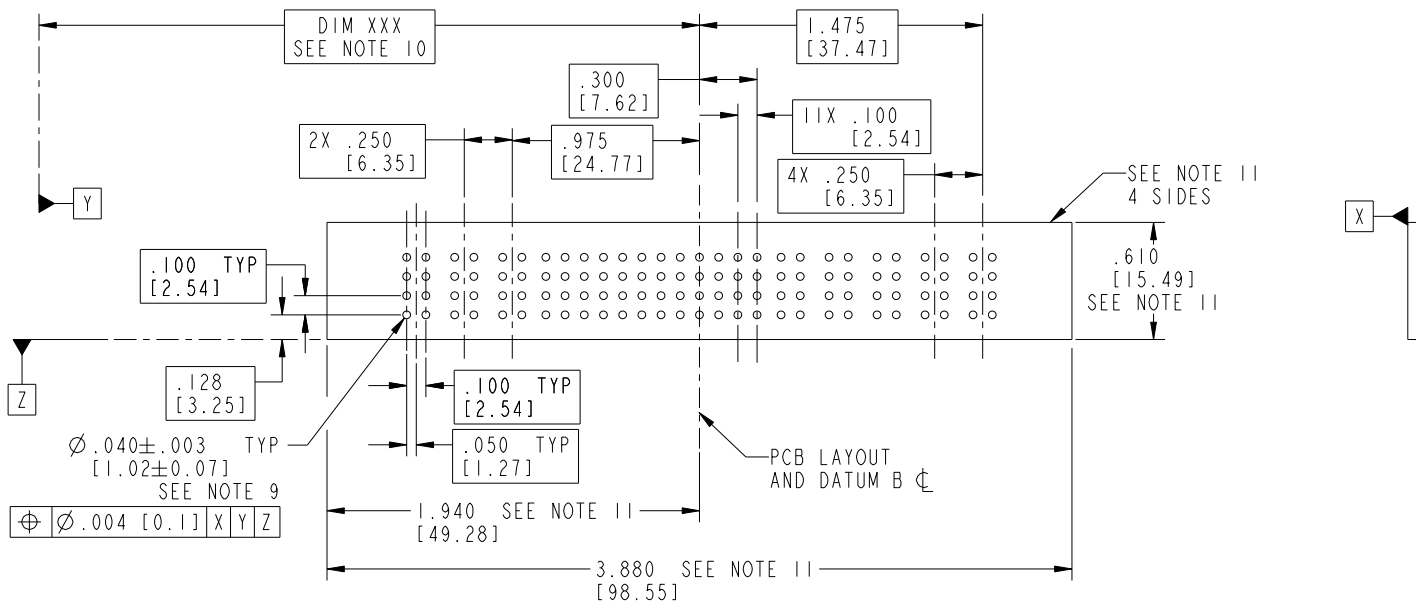 DIM XXX
SEE NOTE 10
1.475
[37.47]
.300
[7.62]
11X .100
[2.54]
2X .250
[6.35]
.975
[24.77]
4X .250
[6.35]
SEE NOTE 11
4 SIDES
Y
X
.100 TYP
[2.54]
.610
[15.49]
SEE NOTE 11
Z
.128
[3.25]
.100 TYP
[2.54]
.050 TYP
[1.27]
Ø.040±.003 TYP
[1.02±0.07]
SEE NOTE 9
⌖ Ø.004 [0.1] X Y Z
PCB LAYOUT
AND DATUM B ℄
1.940 SEE NOTE 11
[49.28]
3.880 SEE NOTE 11
[98.55]